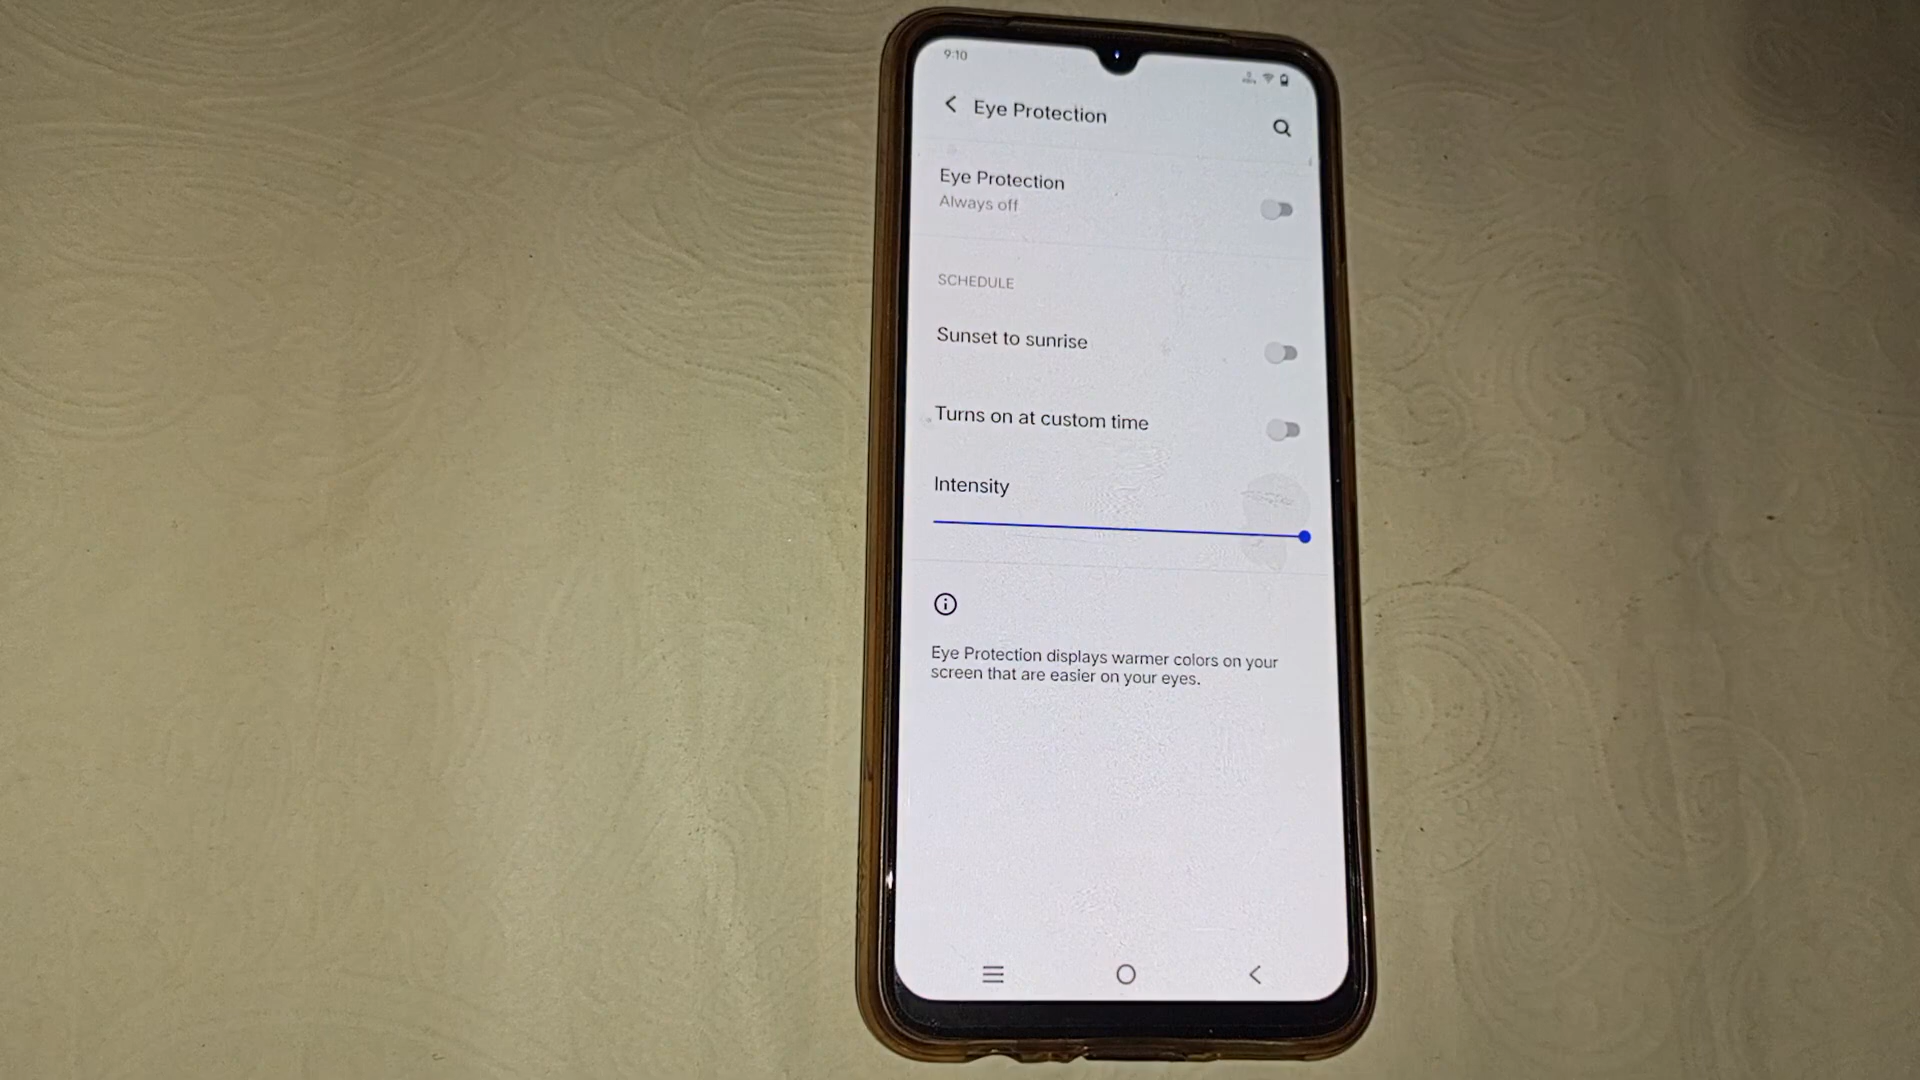 9:10
Eye Protection
Eye Protection
Always off
SCHEDULE
Sunset to sunrise
Turns on at custom time
Intensity
Eye Protection displays warmer colors on your
screen that are easier on your eyes.